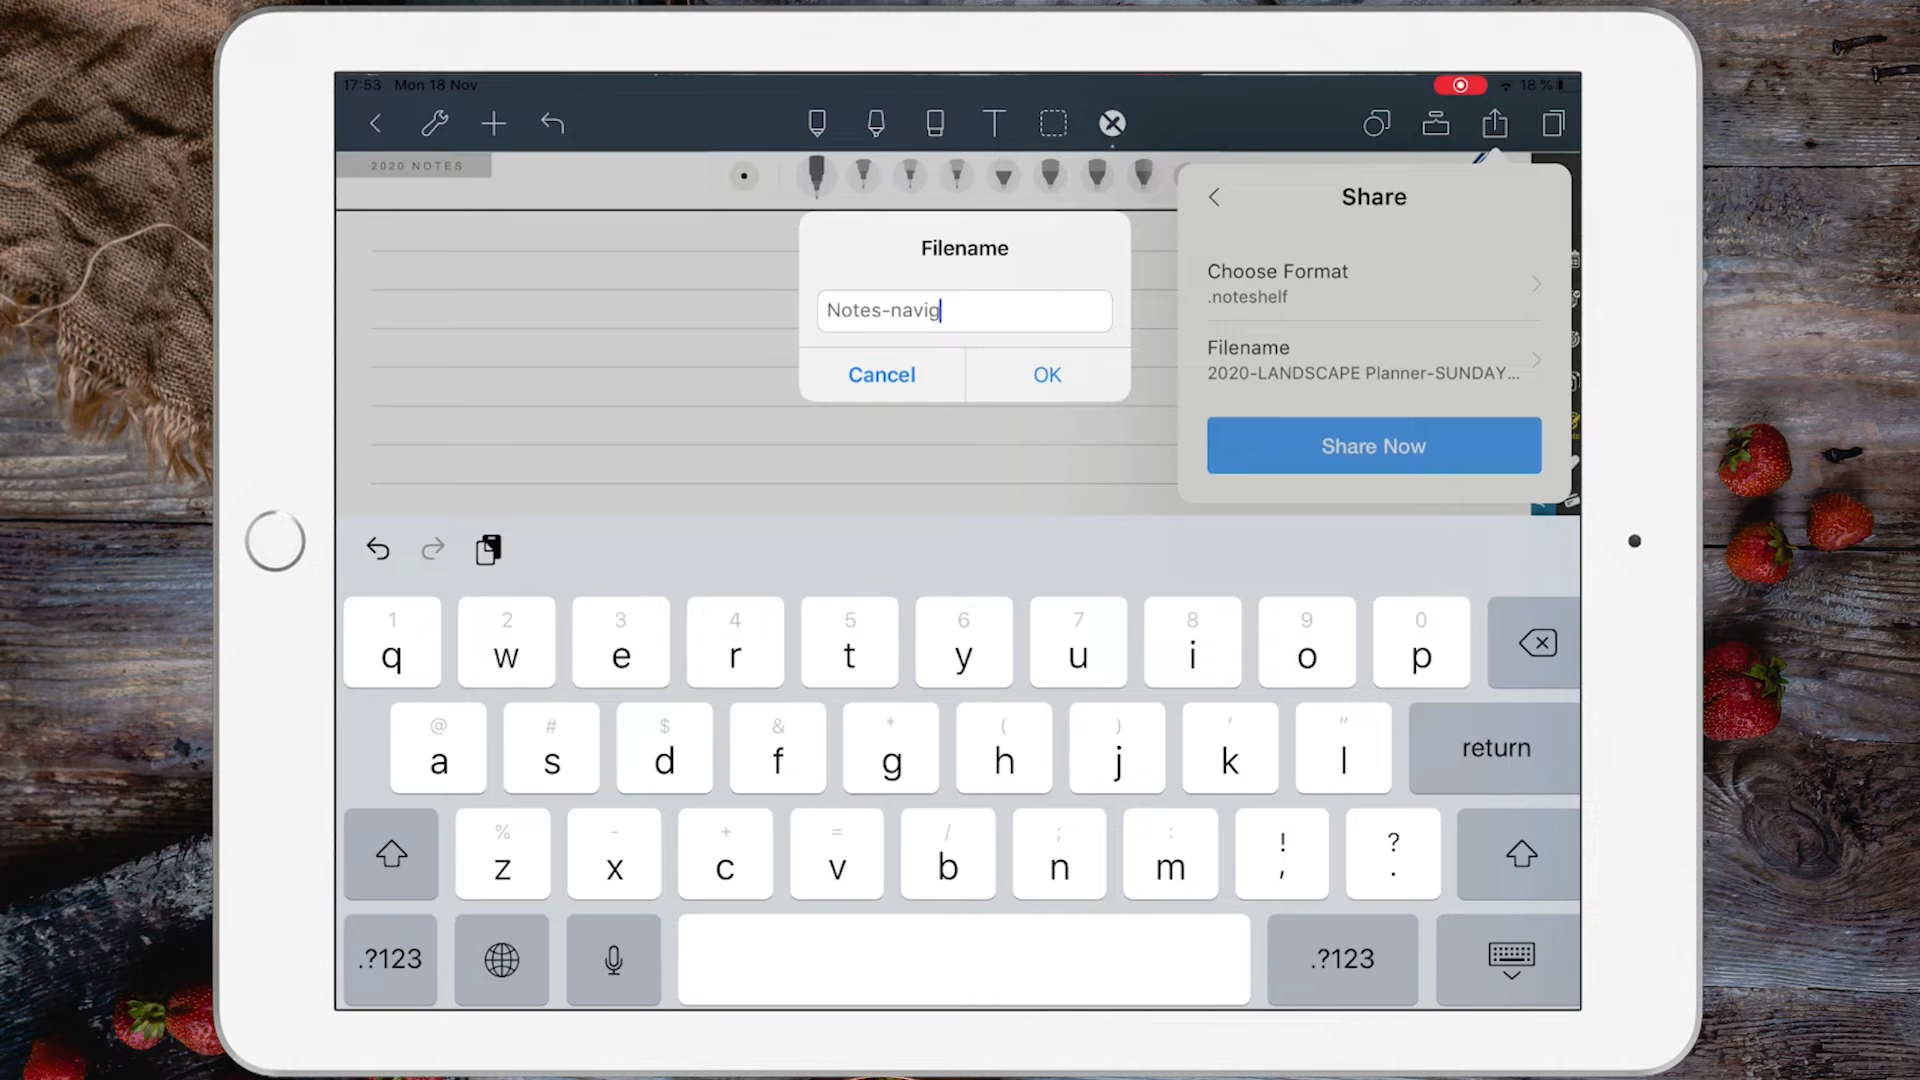 17:53 Mon 18 Nov
18 %
2020 NOTES
Share
Filename
Choose Format
.noteshelf
Notes-navig
Filename
2020-LANDSCAPE Planner-SUNDAY...
Cancel OK
Share Now
1 2 3 4 5 6 7 8 9 0
q w e r t y u i o p
@ # $ & * ( ) ' "
a s d f g h j k l return
% - + = / ; : ! ?
z x c v b n m , .
.?123 .?123